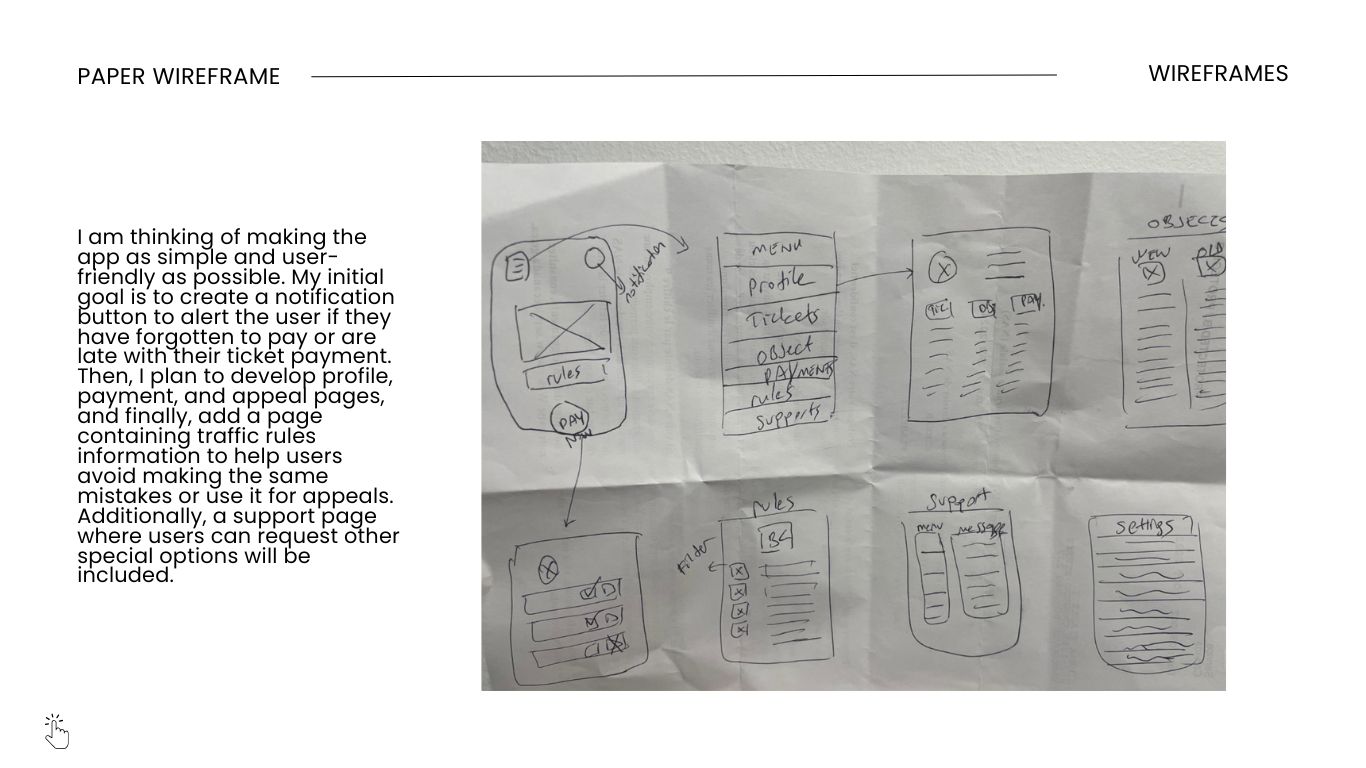 PAPER WIREFRAME
WIREFRAMES
I am thinking of making the
app as simple and user-
friendly as possible. My initial
goal is to create a notification
button to alert the user if they
have forgotten to pay or are
late with their ticket payment.
Then, I plan to develop profile,
payment, and appeal pages,
and finally, add a page
containing traffic rules
information to help users
avoid making the same
mistakes or use it for appeals.
Additionally, a support page
where users can request other
special options will be
included.
notification
rules
PAY
NOW
MENU
Profile
Tickets
OBJect
PAYMENTS
rules
Supports
PAY
OBJECTS
NEW OLD
rules
Folder
Support
menu message
Settings